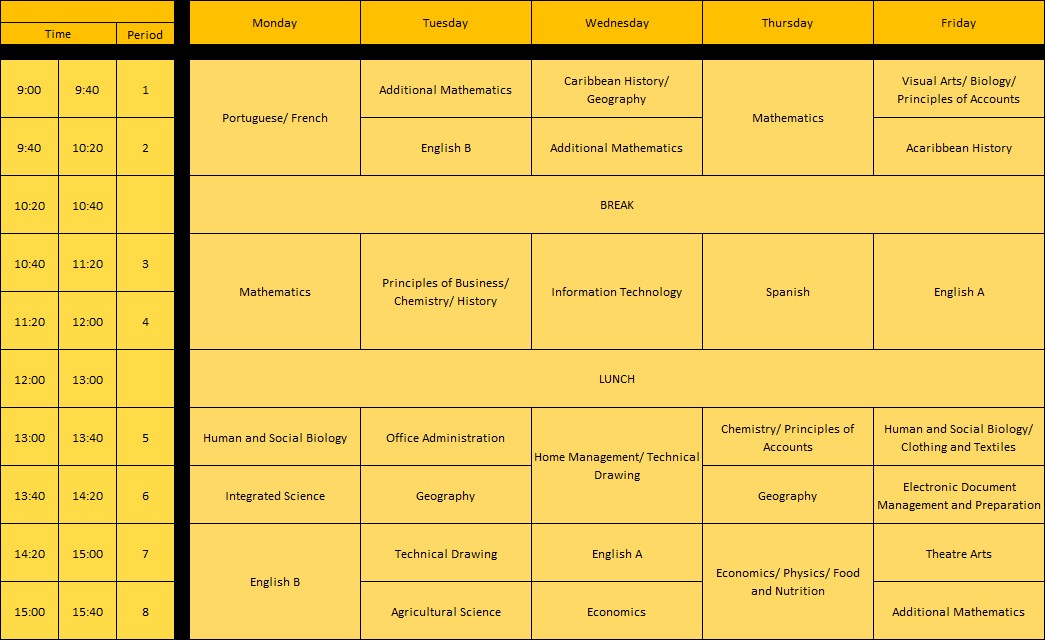 Monday Tuesday Wednesday Thursday Friday
Time Period
9:00 9:40 1 Additional Mathematics Caribbean History/ Visual Arts/ Biology/
Geography Principles of Accounts
Portuguese/ French Mathematics
9:40 10:20 2 English B Additional Mathematics Acaribbean History
10:20 10:40 BREAK
10:40 11:20 3
Mathematics Principles of Business/ Information Technology Spanish English A
Chemistry/ History
11:20 12:00 4
12:00 13:00 LUNCH
13:00 13:40 5 Human and Social Biology Office Administration Chemistry/ Principles of Human and Social Biology/
Accounts Clothing and Textiles
Home Management/ Technical
Drawing
13:40 14:20 6 Integrated Science Geography Geography Electronic Document
Management and Preparation
14:20 15:00 7 Technical Drawing English A Theatre Arts
English B Economics/ Physics/ Food
and Nutrition
15:00 15:40 8 Agricultural Science Economics Additional Mathematics